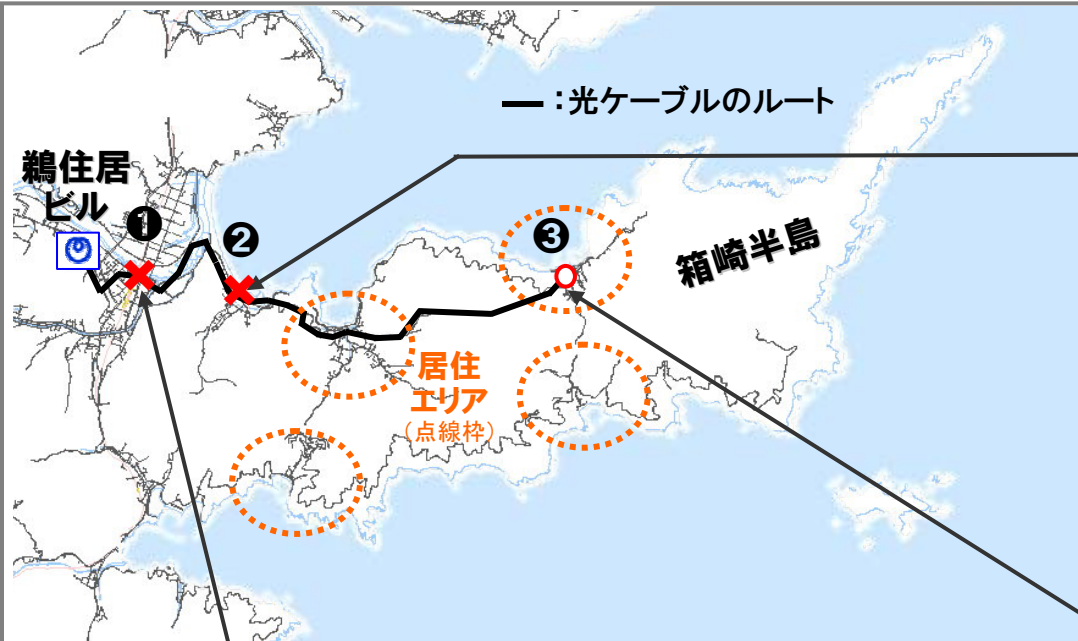 ━ :光ケーブルのルート
鵜住居
ビル
❶
❷
❸
箱崎半島
居住
エリア
(点線枠)